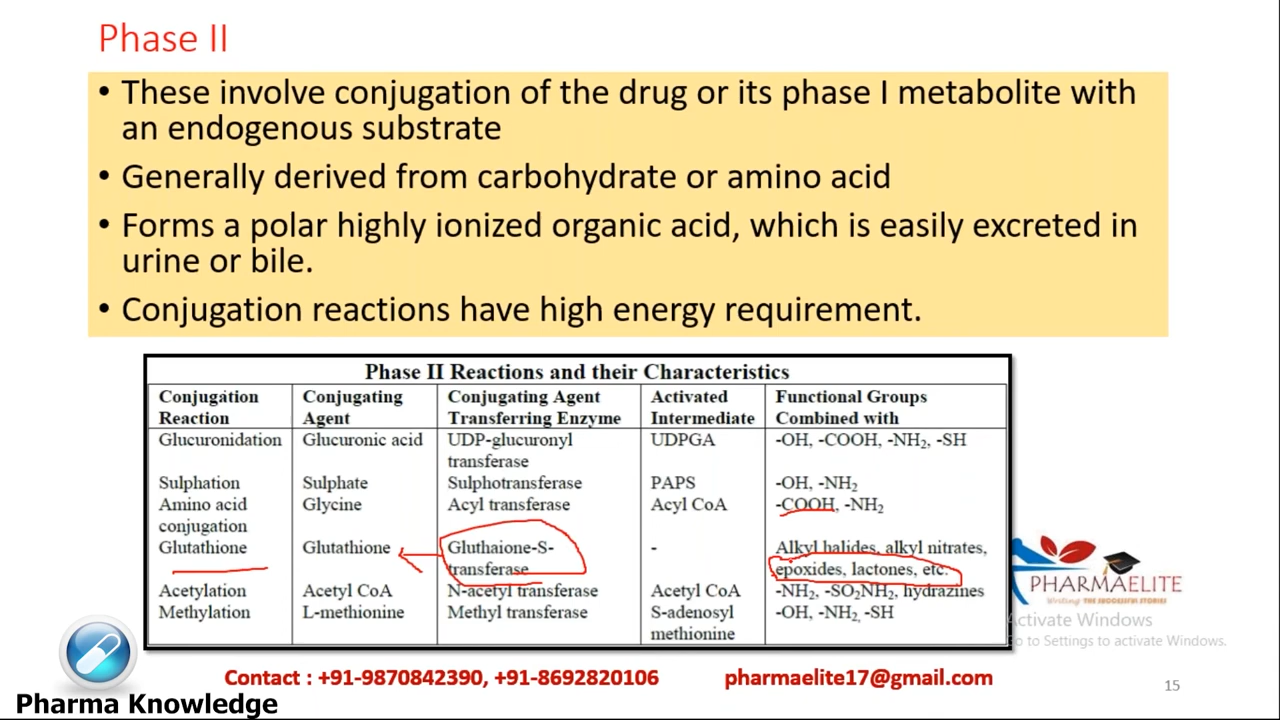 Phase II
• These involve conjugation of the drug or its phase I metabolite with
an endogenous substrate
• Generally derived from carbohydrate or amino acid
• Forms a polar highly ionized organic acid, which is easily excreted in
urine or bile.
• Conjugation reactions have high energy requirement.
Phase II Reactions and their Characteristics
Conjugation Conjugating Conjugating Agent Activated Functional Groups
Reaction Agent Transferring Enzyme Intermediate Combined with
Glucuronidation Glucuronic acid UDP-glucuronyl UDPGA -OH, -COOH, -NH₂, -SH
transferase
Sulphation Sulphate Sulphotransferase PAPS -OH, -NH₂
Amino acid Glycine Acyl transferase Acyl CoA -COOH, -NH₂
conjugation
Glutathione Glutathione Gluthaione-S- - Alkyl halides, alkyl nitrates,
transferase epoxides, lactones, etc.
Acetylation Acetyl CoA N-acetyl transferase Acetyl CoA -NH₂, -SO₂NH₂, hydrazines
Methylation L-methionine Methyl transferase S-adenosyl -OH, -NH₂, -SH
methionine
PHARMAELITE
Writing THE SUCCESSFUL STORIES
Activate Windows
Go to Settings to activate Windows.
Contact : +91-9870842390, +91-8692820106 pharmaelite17@gmail.com
15
Pharma Knowledge